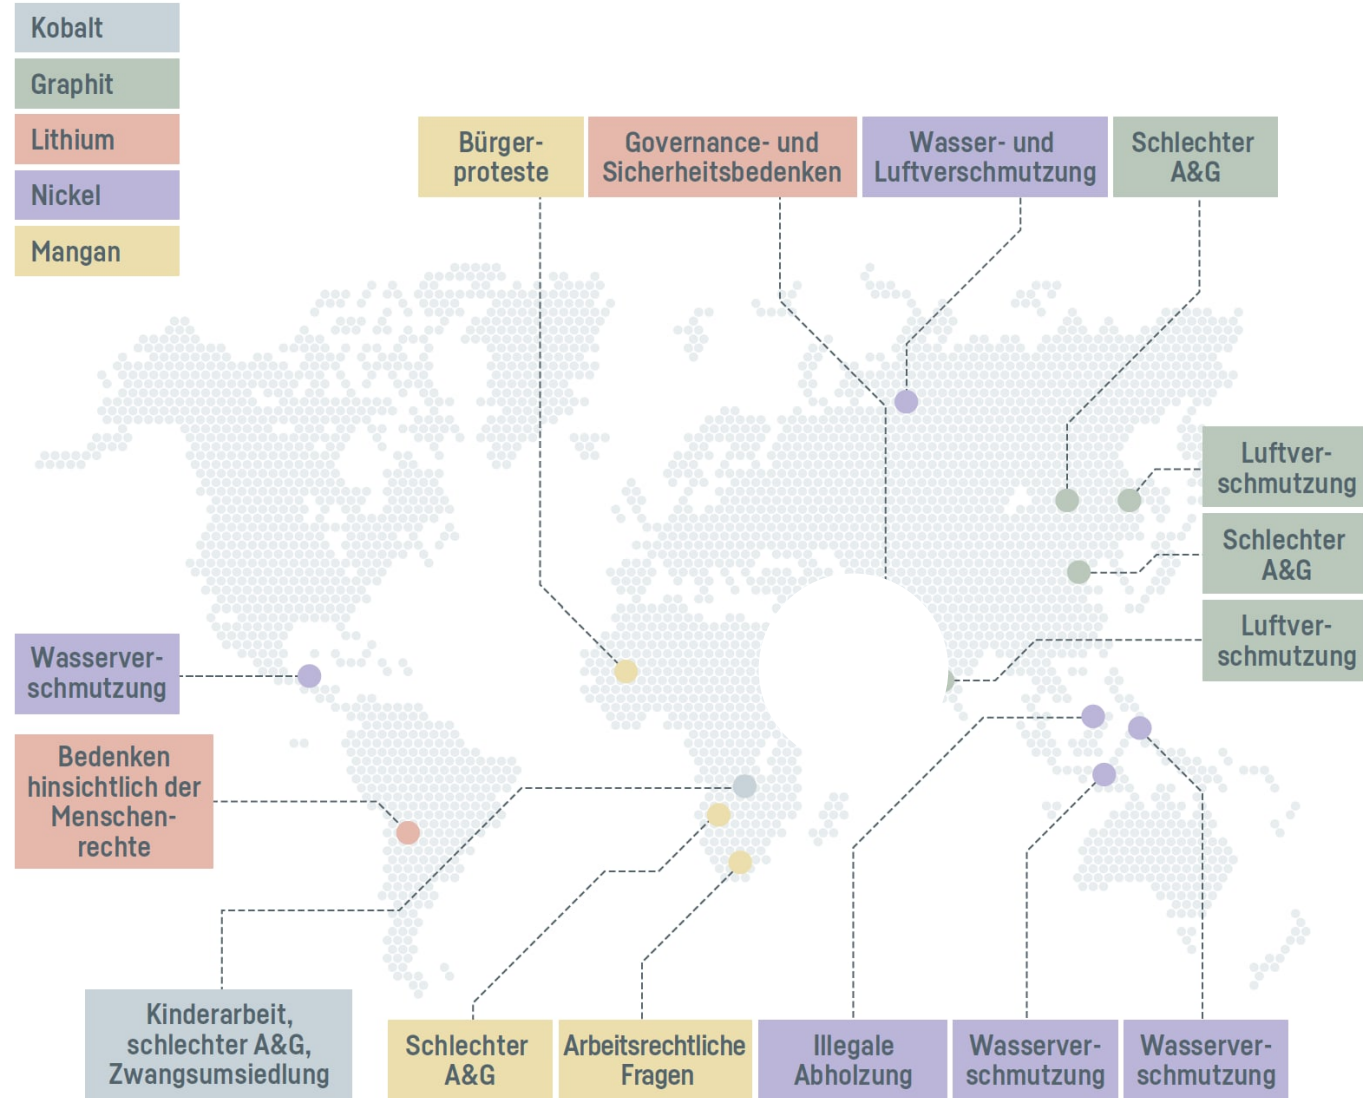 Kobalt
Graphit
Lithium
Nickel
Mangan
Bürger-
proteste
Governance- und
Sicherheitsbedenken
Wasser- und
Luftverschmutzung
Schlechter
A&G
Luftver-
schmutzung
Schlechter
A&G
Luftver-
schmutzung
Wasserver-
schmutzung
Bedenken
hinsichtlich der
Menschen-
rechte
Kinderarbeit,
schlechter A&G,
Zwangsumsiedlung
Schlechter
A&G
Arbeitsrechtliche
Fragen
Illegale
Abholzung
Wasserver-
schmutzung
Wasserver-
schmutzung